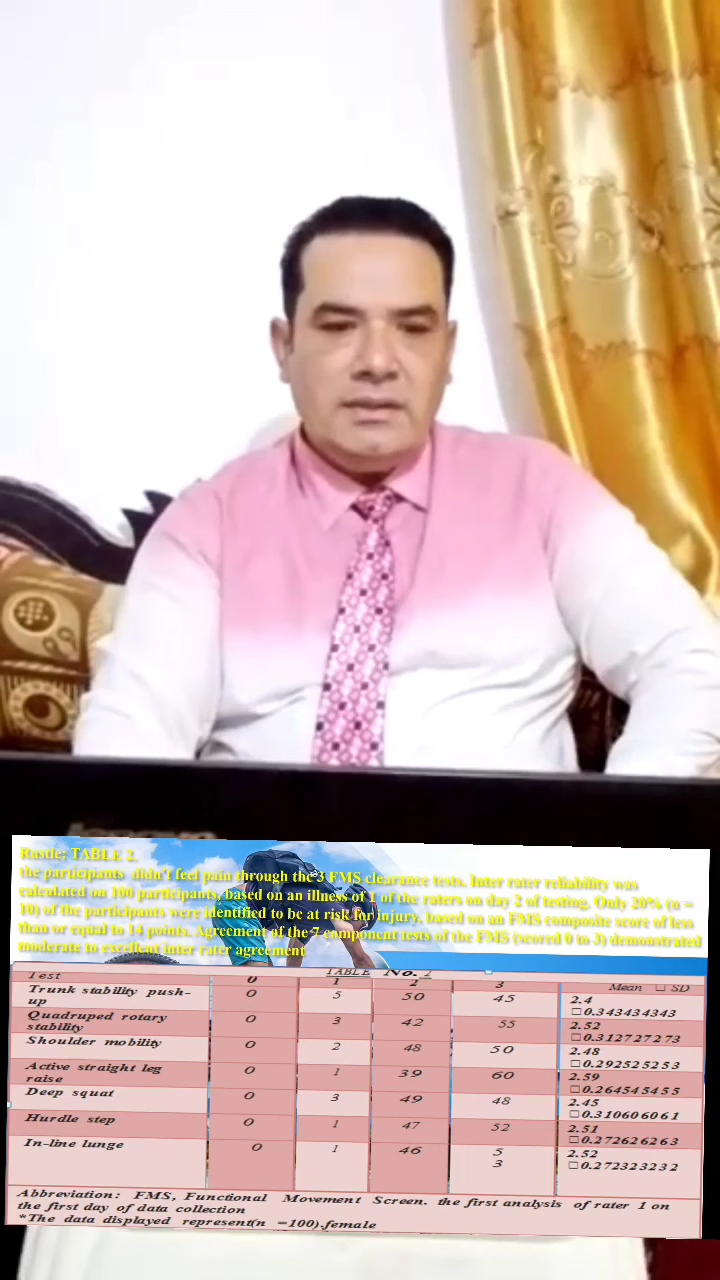 Rustle; TABLE 2.
the participants didn't feel pain through the 3 FMS clearance tests. Inter rater reliability was
calculated on 100 participants, based on an illness of 1 of the raters on day 2 of testing. Only 20% (n =
10) of the participants were identified to be at risk for injury, based on an FMS composite score of less
than or equal to 14 points. Agreement of the 7 component tests of the FMS (scored 0 to 3) demonstrated
moderate to excellent inter rater agreement
TABLE No. 2
Test 0 1 2 3 Mean □ SD
Trunk stability push-up 0 5 50 45 2.4 □0.343434343
Quadruped rotary stability 0 3 42 55 2.52 □0.312727273
Shoulder mobility 0 2 48 50 2.48 □0.292525253
Active straight leg raise 0 1 39 60 2.59 □0.264545455
Deep squat 0 3 49 48 2.45 □0.310606061
Hurdle step 0 1 47 52 2.51 □0.272626263
In-line lunge 0 1 46 53 2.52 □0.272323232
Abbreviation: FMS, Functional Movement Screen. the first analysis of rater 1 on
the first day of data collection
*The data displayed represent(n =100).female